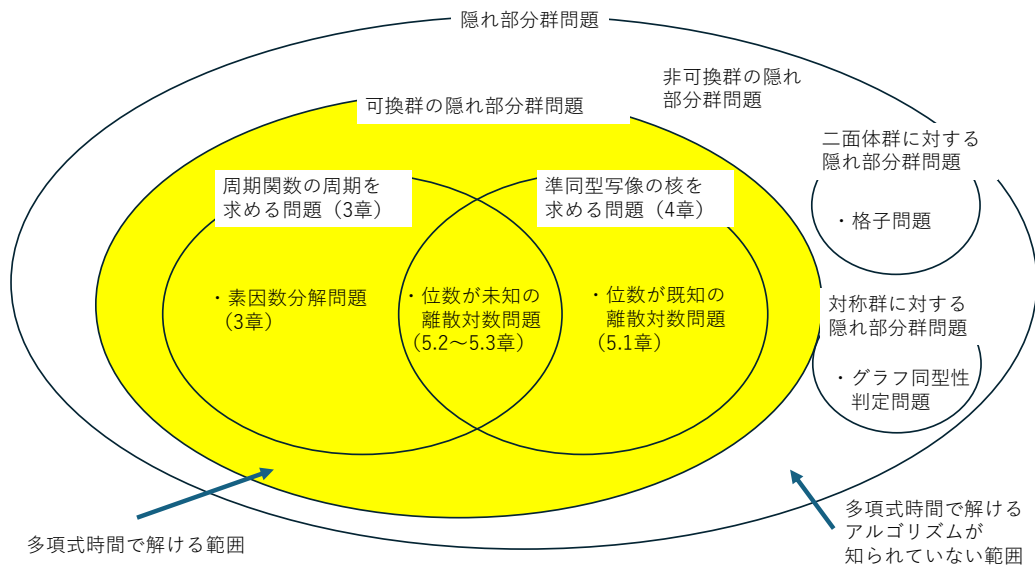 隠れ部分群問題
非可換群の隠れ
部分群問題
可換群の隠れ部分群問題
二面体群に対する
隠れ部分群問題
周期関数の周期を
求める問題（3章）
準同型写像の核を
求める問題（4章）
・格子問題
・素因数分解問題
（3章）
・位数が未知の
離散対数問題
（5.2～5.3章）
・位数が既知の
離散対数問題
（5.1章）
対称群に対する
隠れ部分群問題
・グラフ同型性
判定問題
多項式時間で解ける範囲
多項式時間で解ける
アルゴリズムが
知られていない範囲